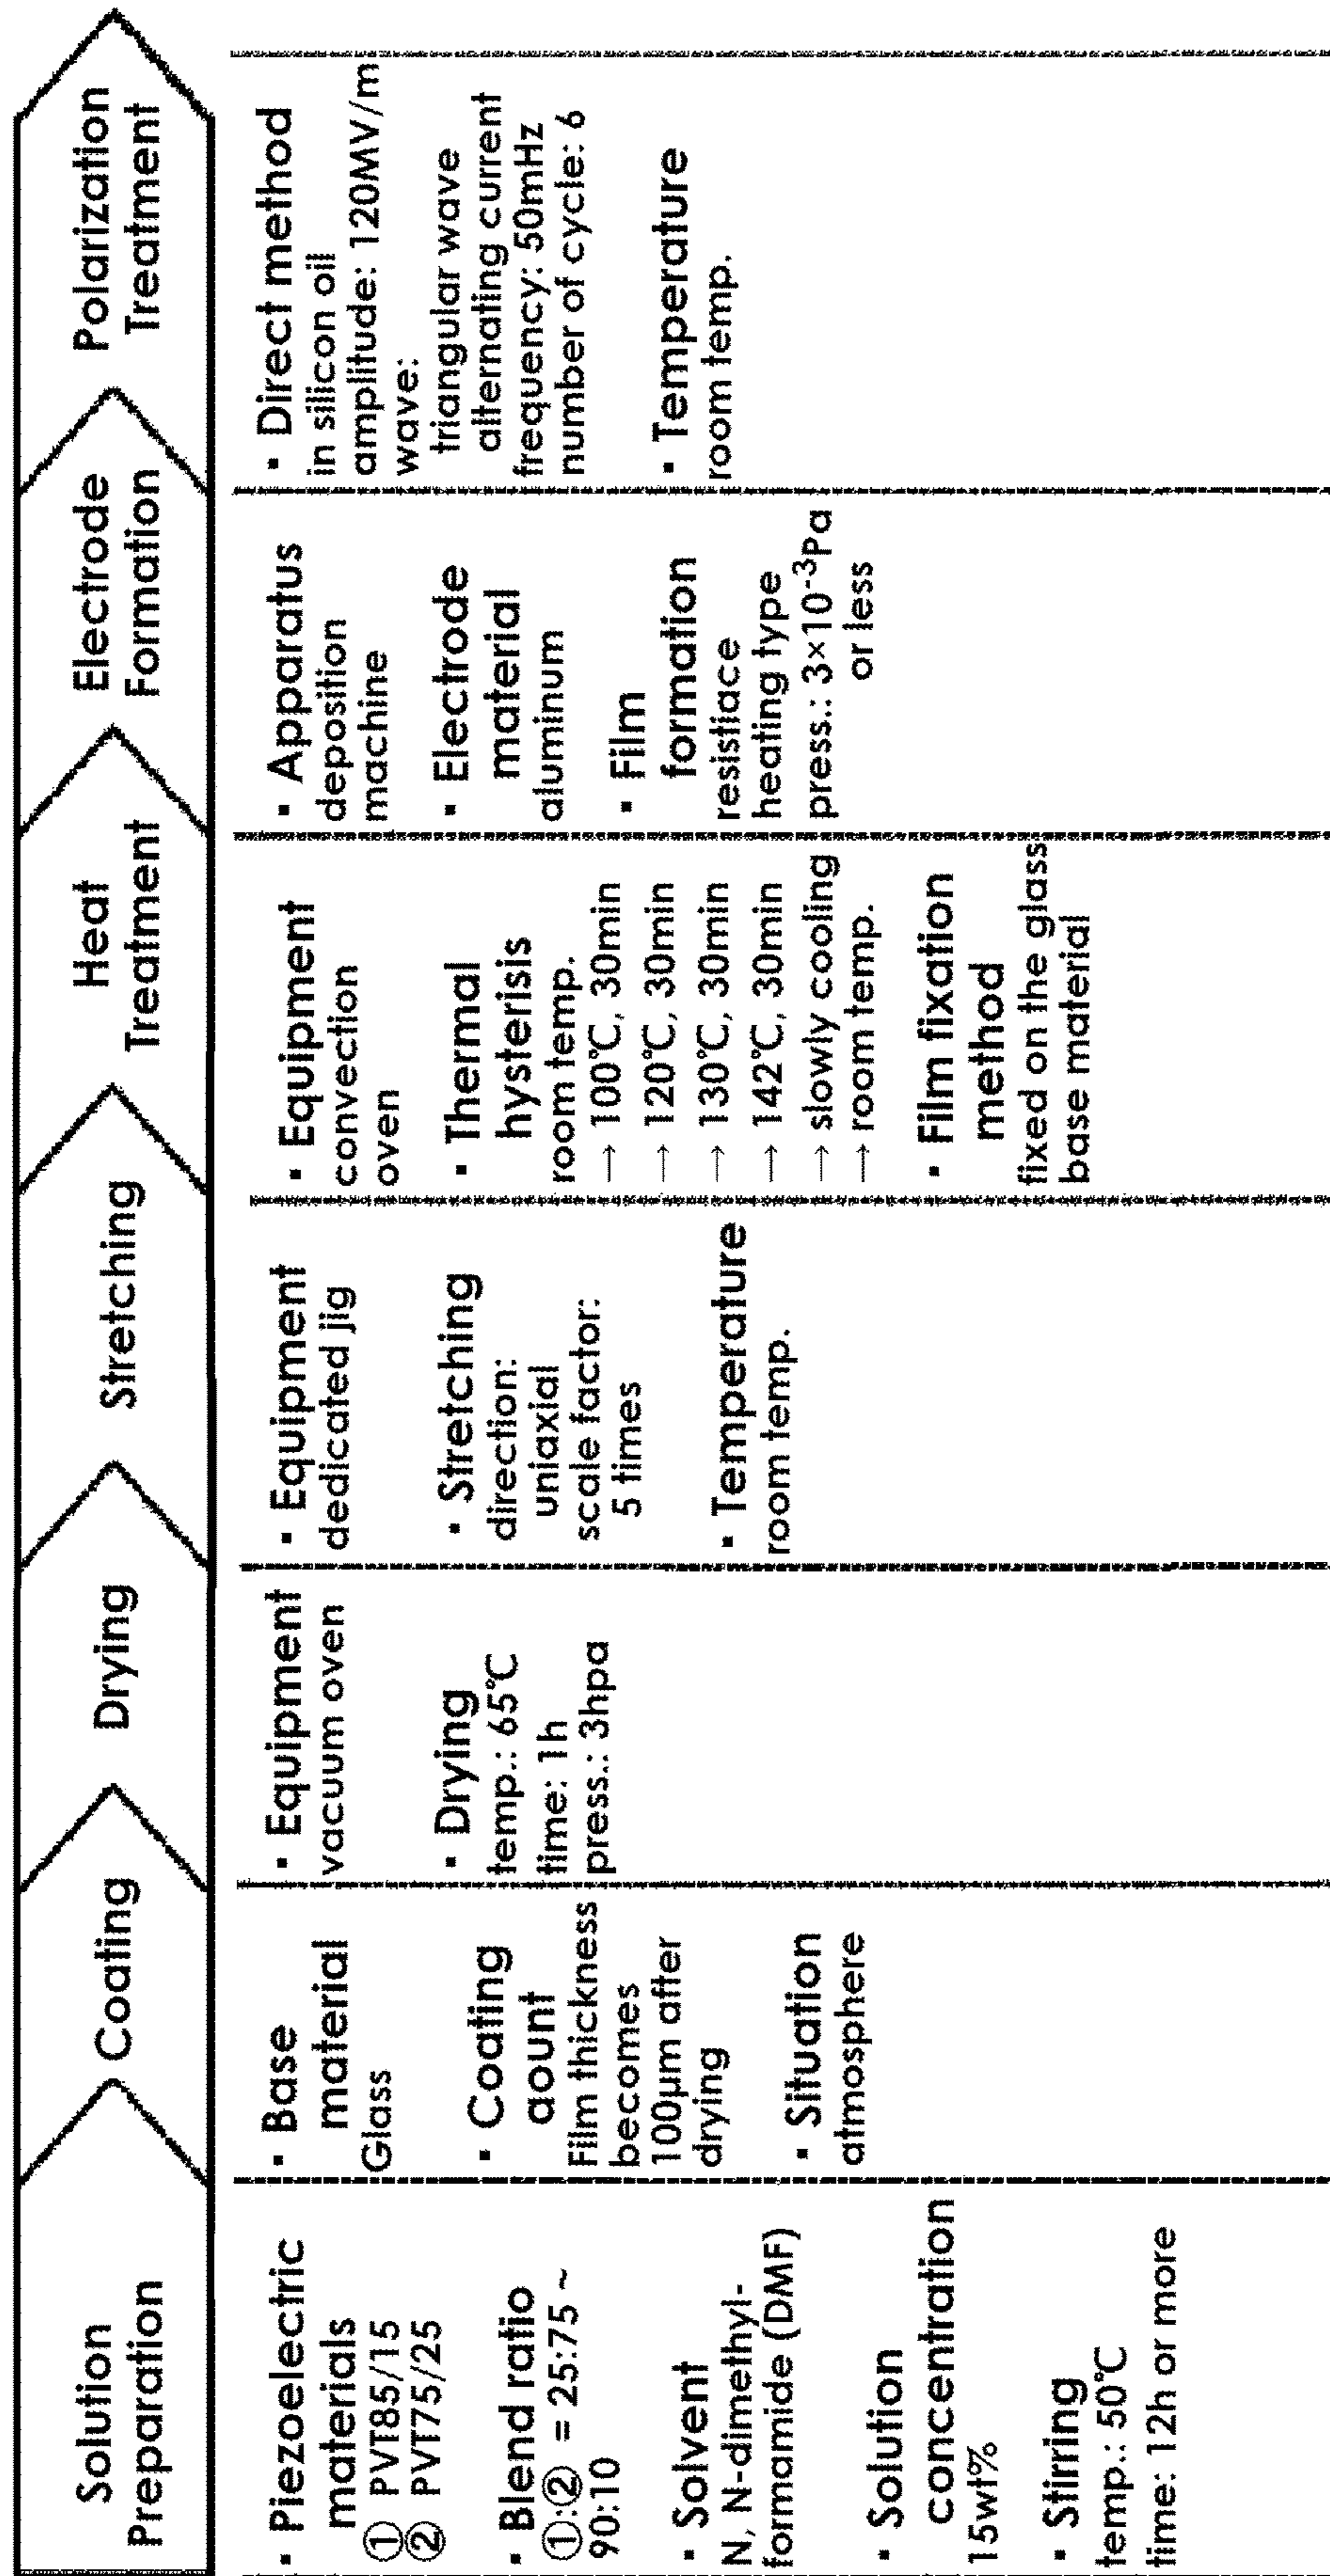 Solution
Preparation
▪ Piezoelectric
materials
① PVT85/15
② PVT75/25
▪ Blend ratio
①:② = 25:75 ~
90:10
▪ Solvent
N, N-dimethyl-
formamide (DMF)
▪ Solution
concentration
15wt%
▪ Stirring
temp.: 50℃
time: 12h or more
Coating
▪ Base
material
Glass
▪ Coating
aount
Film thickness
becomes
100µm after
drying
▪ Situation
atmosphere
Drying
▪ Equipment
vacuum oven
▪ Drying
temp.: 65℃
time: 1h
press.: 3hpa
Stretching
▪ Equipment
dedicated jig
▪ Stretching
direction:
uniaxial
scale factor:
5 times
▪ Temperature
room temp.
Heat
Treatment
▪ Equipment
convection
oven
▪ Thermal
hysterisis
room temp.
→ 100℃, 30min
→ 120℃, 30min
→ 130℃, 30min
→ 142℃, 30min
→ slowly cooling
→ room temp.
▪ Film fixation
method
fixed on the glass
base material
Electrode
Formation
▪ Apparatus
deposition
machine
▪ Electrode
material
aluminum
▪ Film
formation
resistiace
heating type
press.: 3×10⁻³Pa
or less
Polarization
Treatment
▪ Direct method
in silicon oil
amplitude: 120MV/m
wave:
triangular wave
alternating current
frequency: 50mHz
number of cycle: 6
▪ Temperature
room temp.